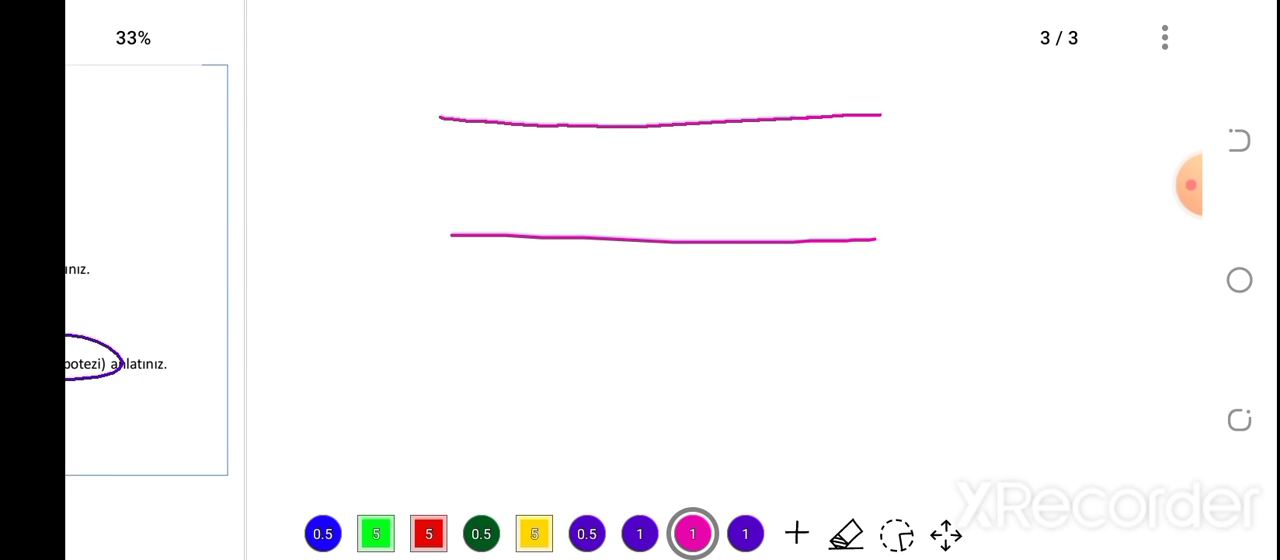 33%
3 / 3
ınız.
potezi) anlatınız.
0.5 5 5 0.5 5 0.5 1 1 1
XRecorder